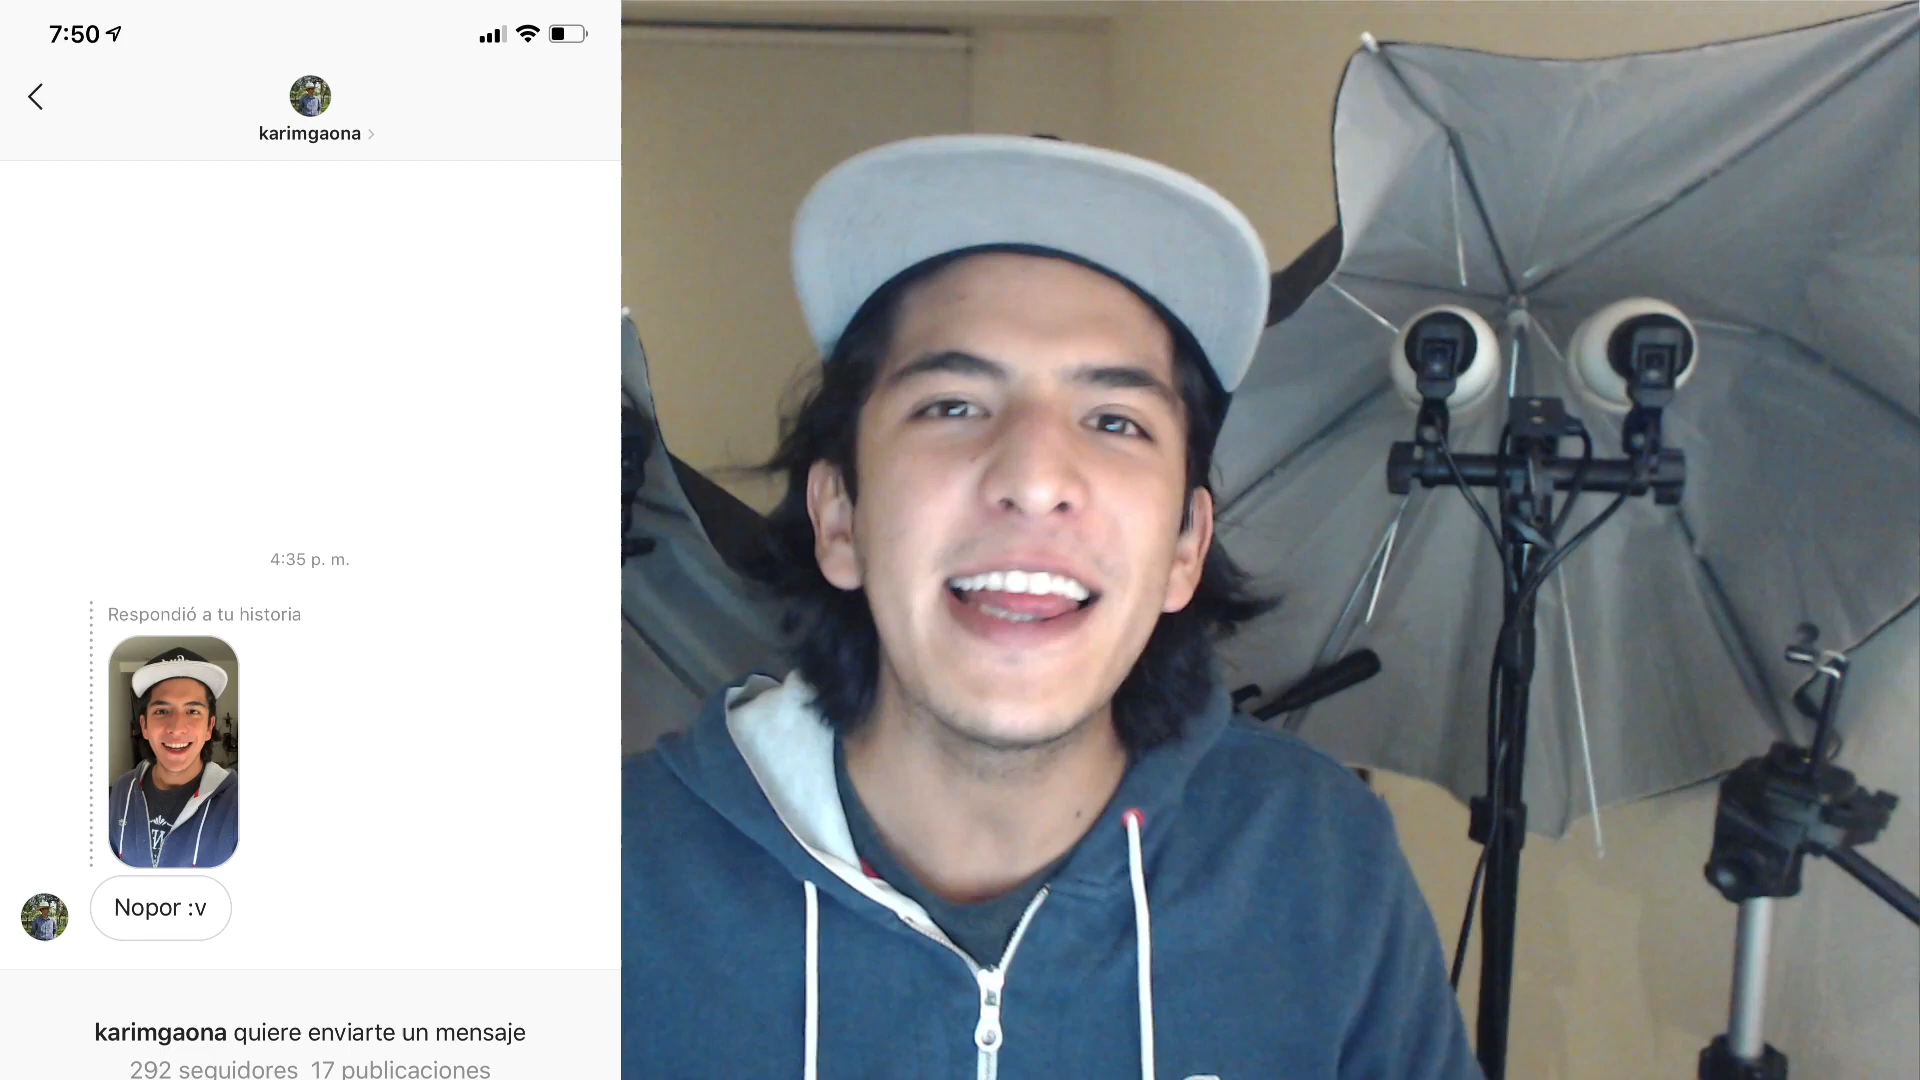 7:50
karimgaona
4:35 p. m.
Respondió a tu historia
Nopor :v
karimgaona quiere enviarte un mensaje
292 seguidores 17 publicaciones